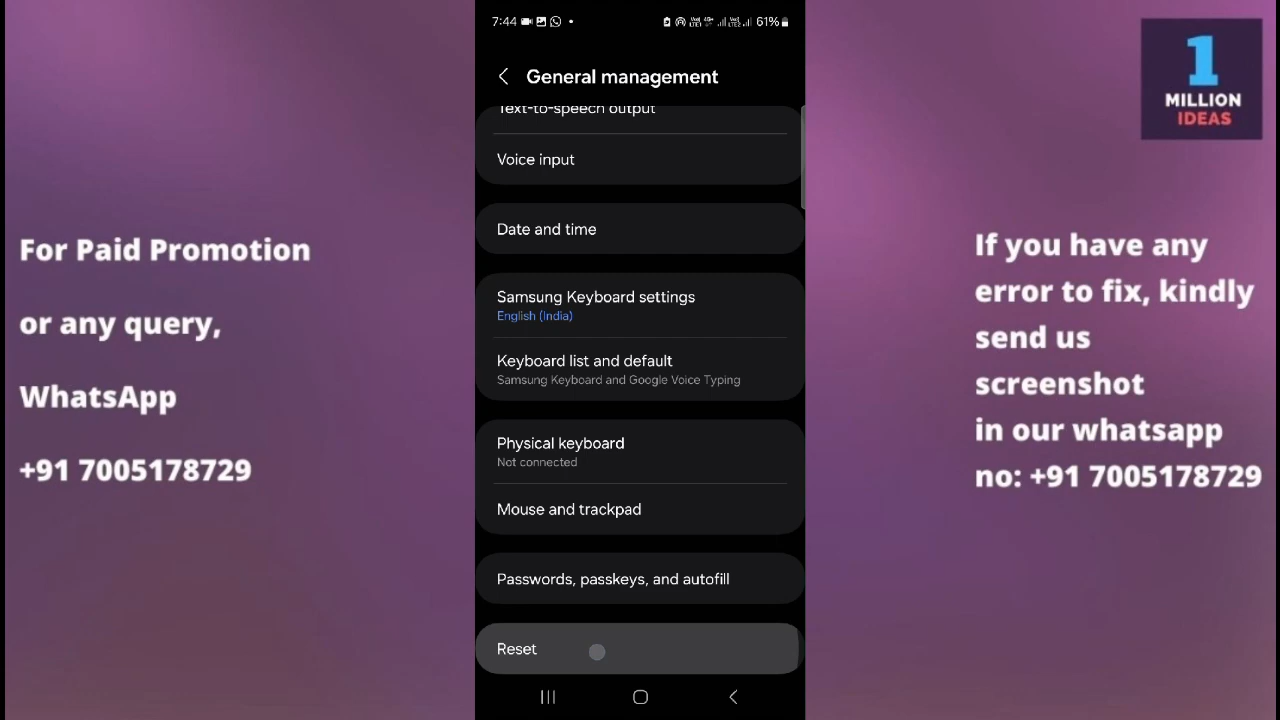 7:44
61%
General management
Text-to-speech output
Voice input
Date and time
Samsung Keyboard settings
English (India)
Keyboard list and default
Samsung Keyboard and Google Voice Typing
Physical keyboard
Not connected
Mouse and trackpad
Passwords, passkeys, and autofill
Reset
For Paid Promotion
or any query,
WhatsApp
+91 7005178729
1
MILLION
IDEAS
If you have any
error to fix, kindly
send us
screenshot
in our whatsapp
no: +91 7005178729